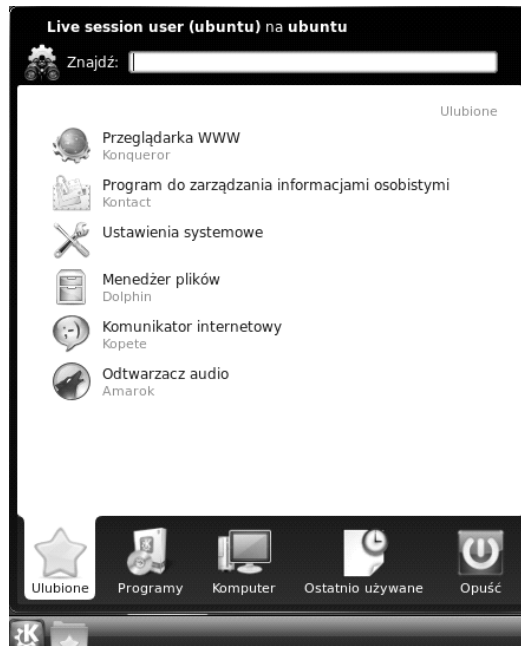 Live session user (ubuntu) na ubuntu
Znajdź:
Ulubione
Przeglądarka WWW
Konqueror
Program do zarządzania informacjami osobistymi
Kontact
Ustawienia systemowe
Menedżer plików
Dolphin
Komunikator internetowy
Kopete
Odtwarzacz audio
Amarok
Ulubione Programy Komputer Ostatnio używane Opuść